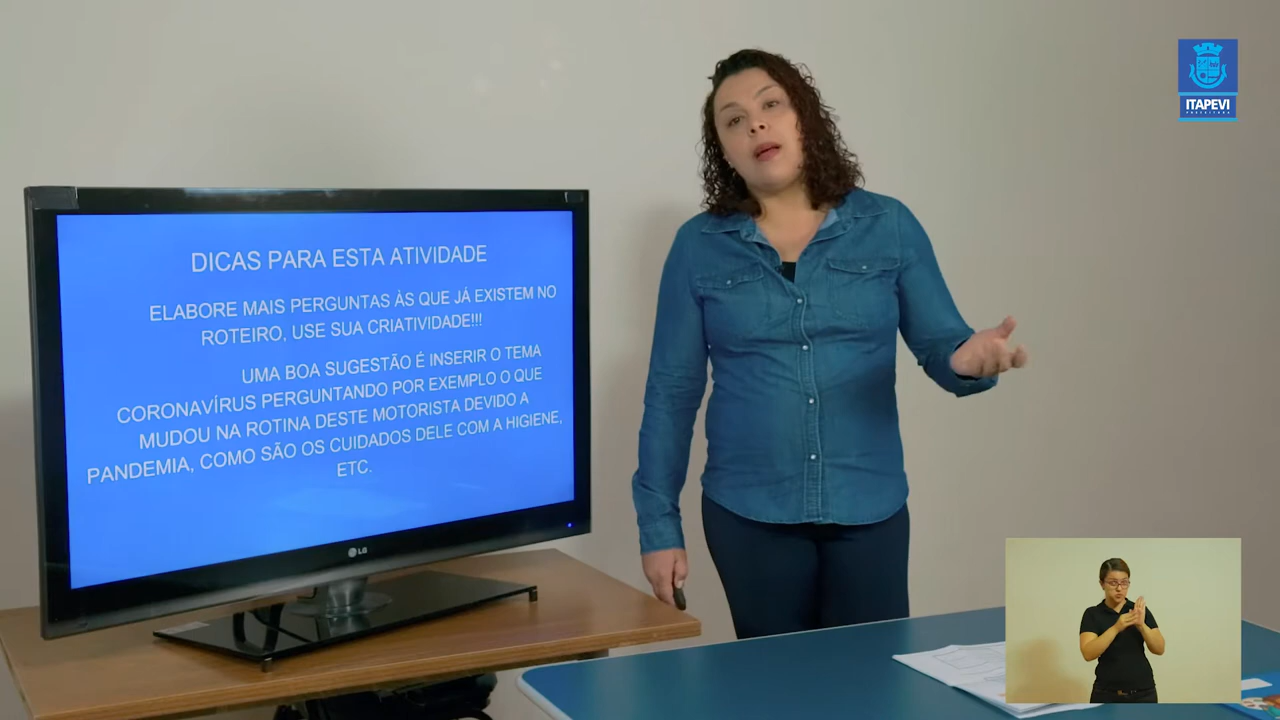 ITAPEVI
PREFEITURA
DICAS PARA ESTA ATIVIDADE
ELABORE MAIS PERGUNTAS ÀS QUE JÁ EXISTEM NO
ROTEIRO, USE SUA CRIATIVIDADE!!!
UMA BOA SUGESTÃO É INSERIR O TEMA
CORONAVÍRUS PERGUNTANDO POR EXEMPLO O QUE
MUDOU NA ROTINA DESTE MOTORISTA DEVIDO A
PANDEMIA, COMO SÃO OS CUIDADOS DELE COM A HIGIENE,
ETC.
LG